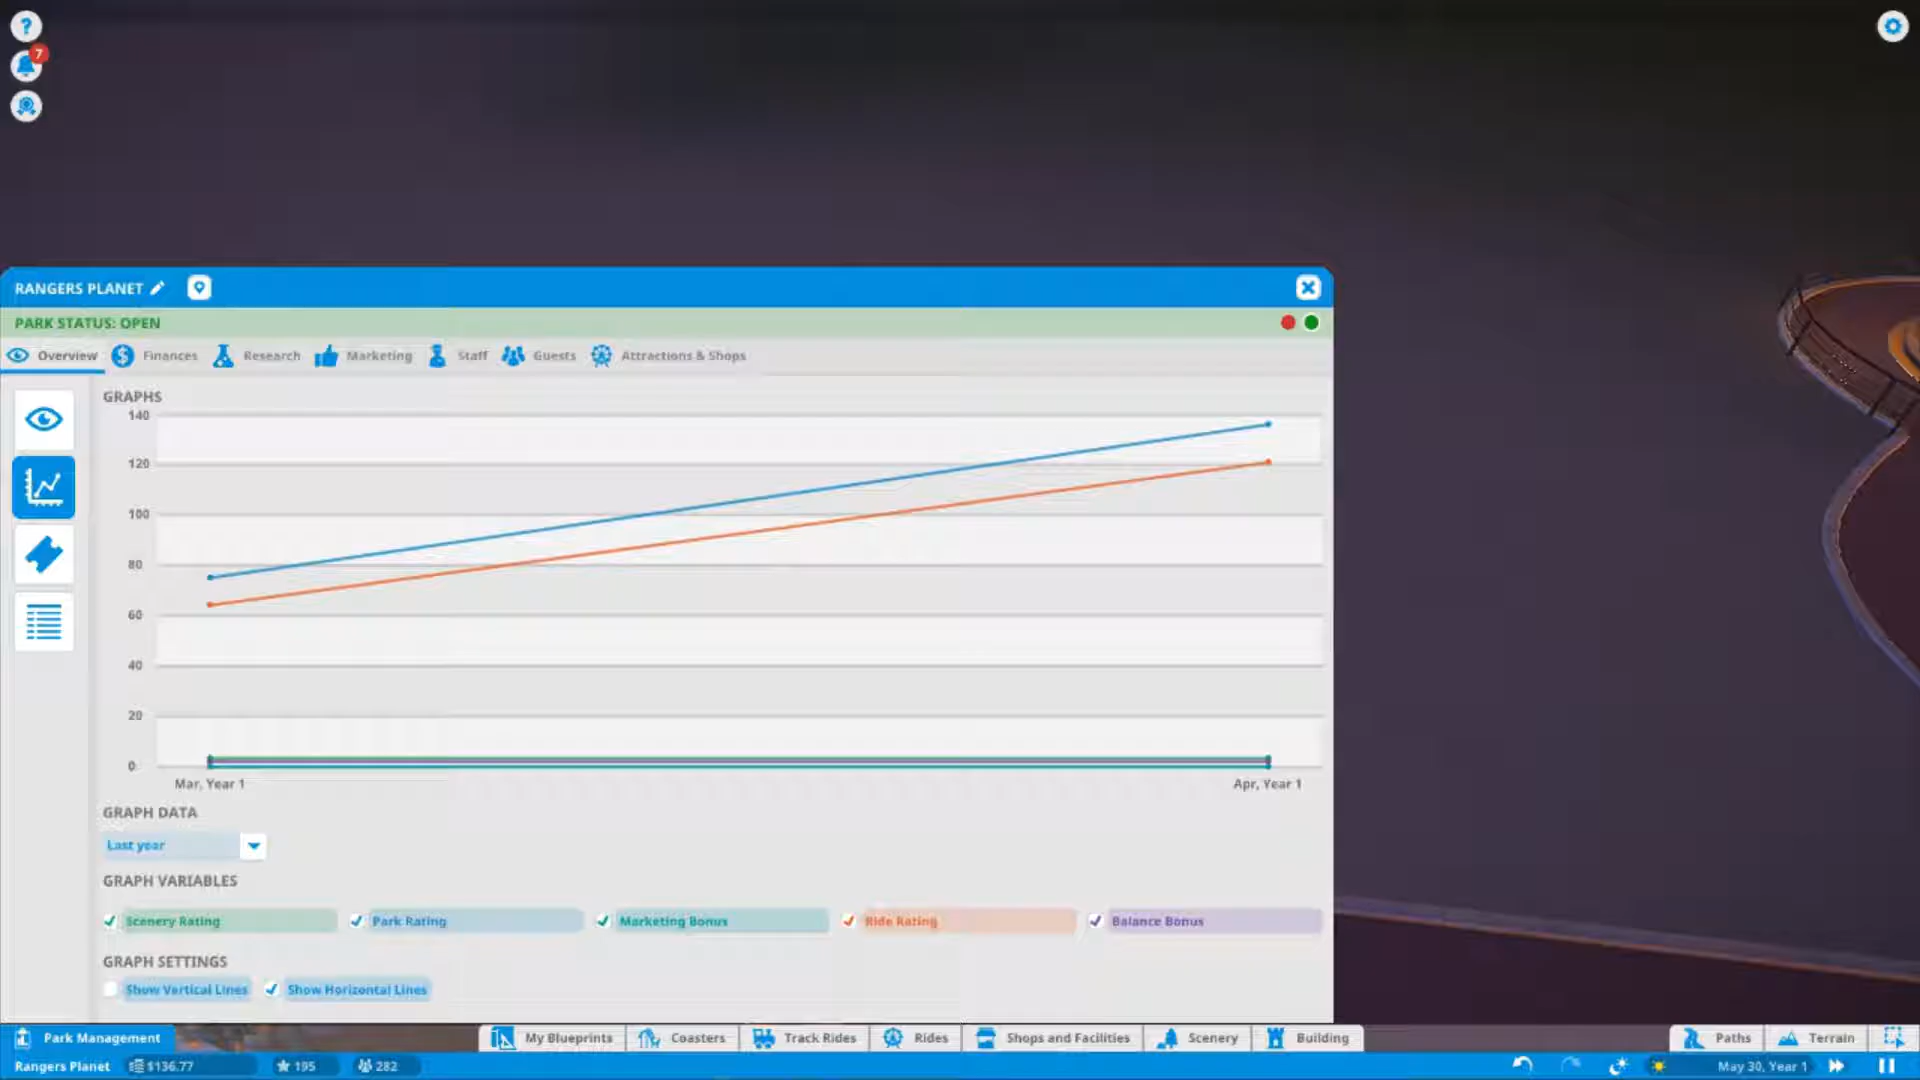 ?
7
RANGERS PLANET
PARK STATUS: OPEN
Overview Finances Research Marketing Staff Guests Attractions & Shops
GRAPHS
140
120
100
80
60
40
20
0
Mar, Year 1 Apr, Year 1
GRAPH DATA
Last year
GRAPH VARIABLES
Scenery Rating Park Rating Marketing Bonus Ride Rating Balance Bonus
GRAPH SETTINGS
Show Vertical Lines Show Horizontal Lines
Park Management My Blueprints Coasters Track Rides Rides Shops and Facilities Scenery Building Paths Terrain
Rangers Planet $136.77 195 282 May 30, Year 1